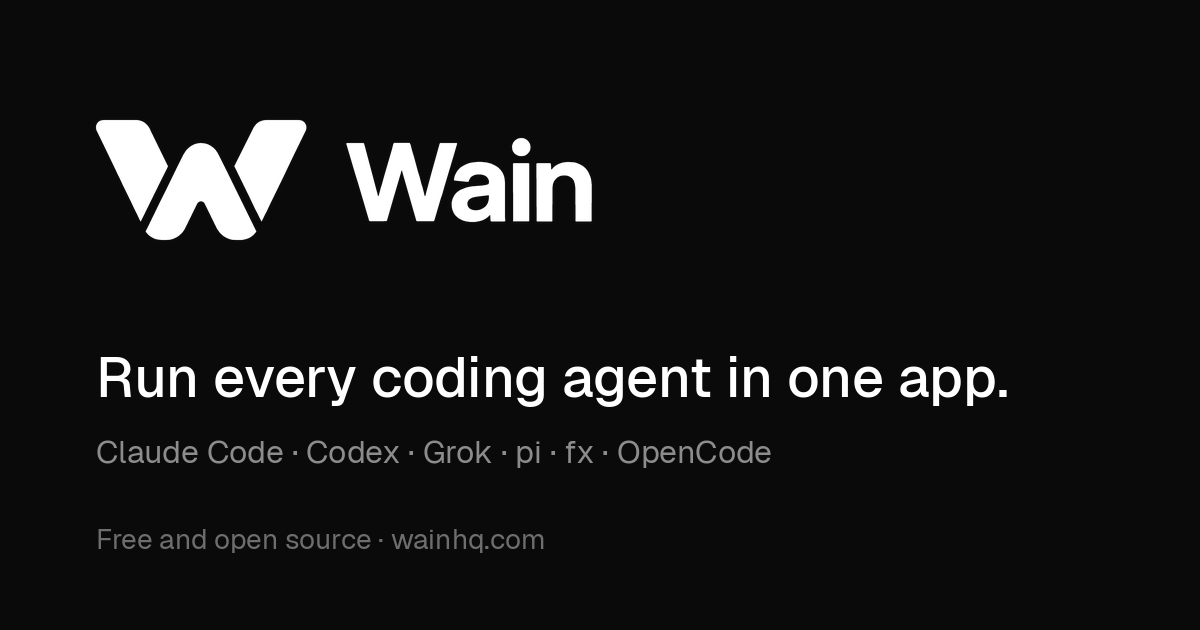 Wain
Run every coding agent in one app.
Claude Code · Codex · Grok · pi · fx · OpenCode
Free and open source · wainhq.com